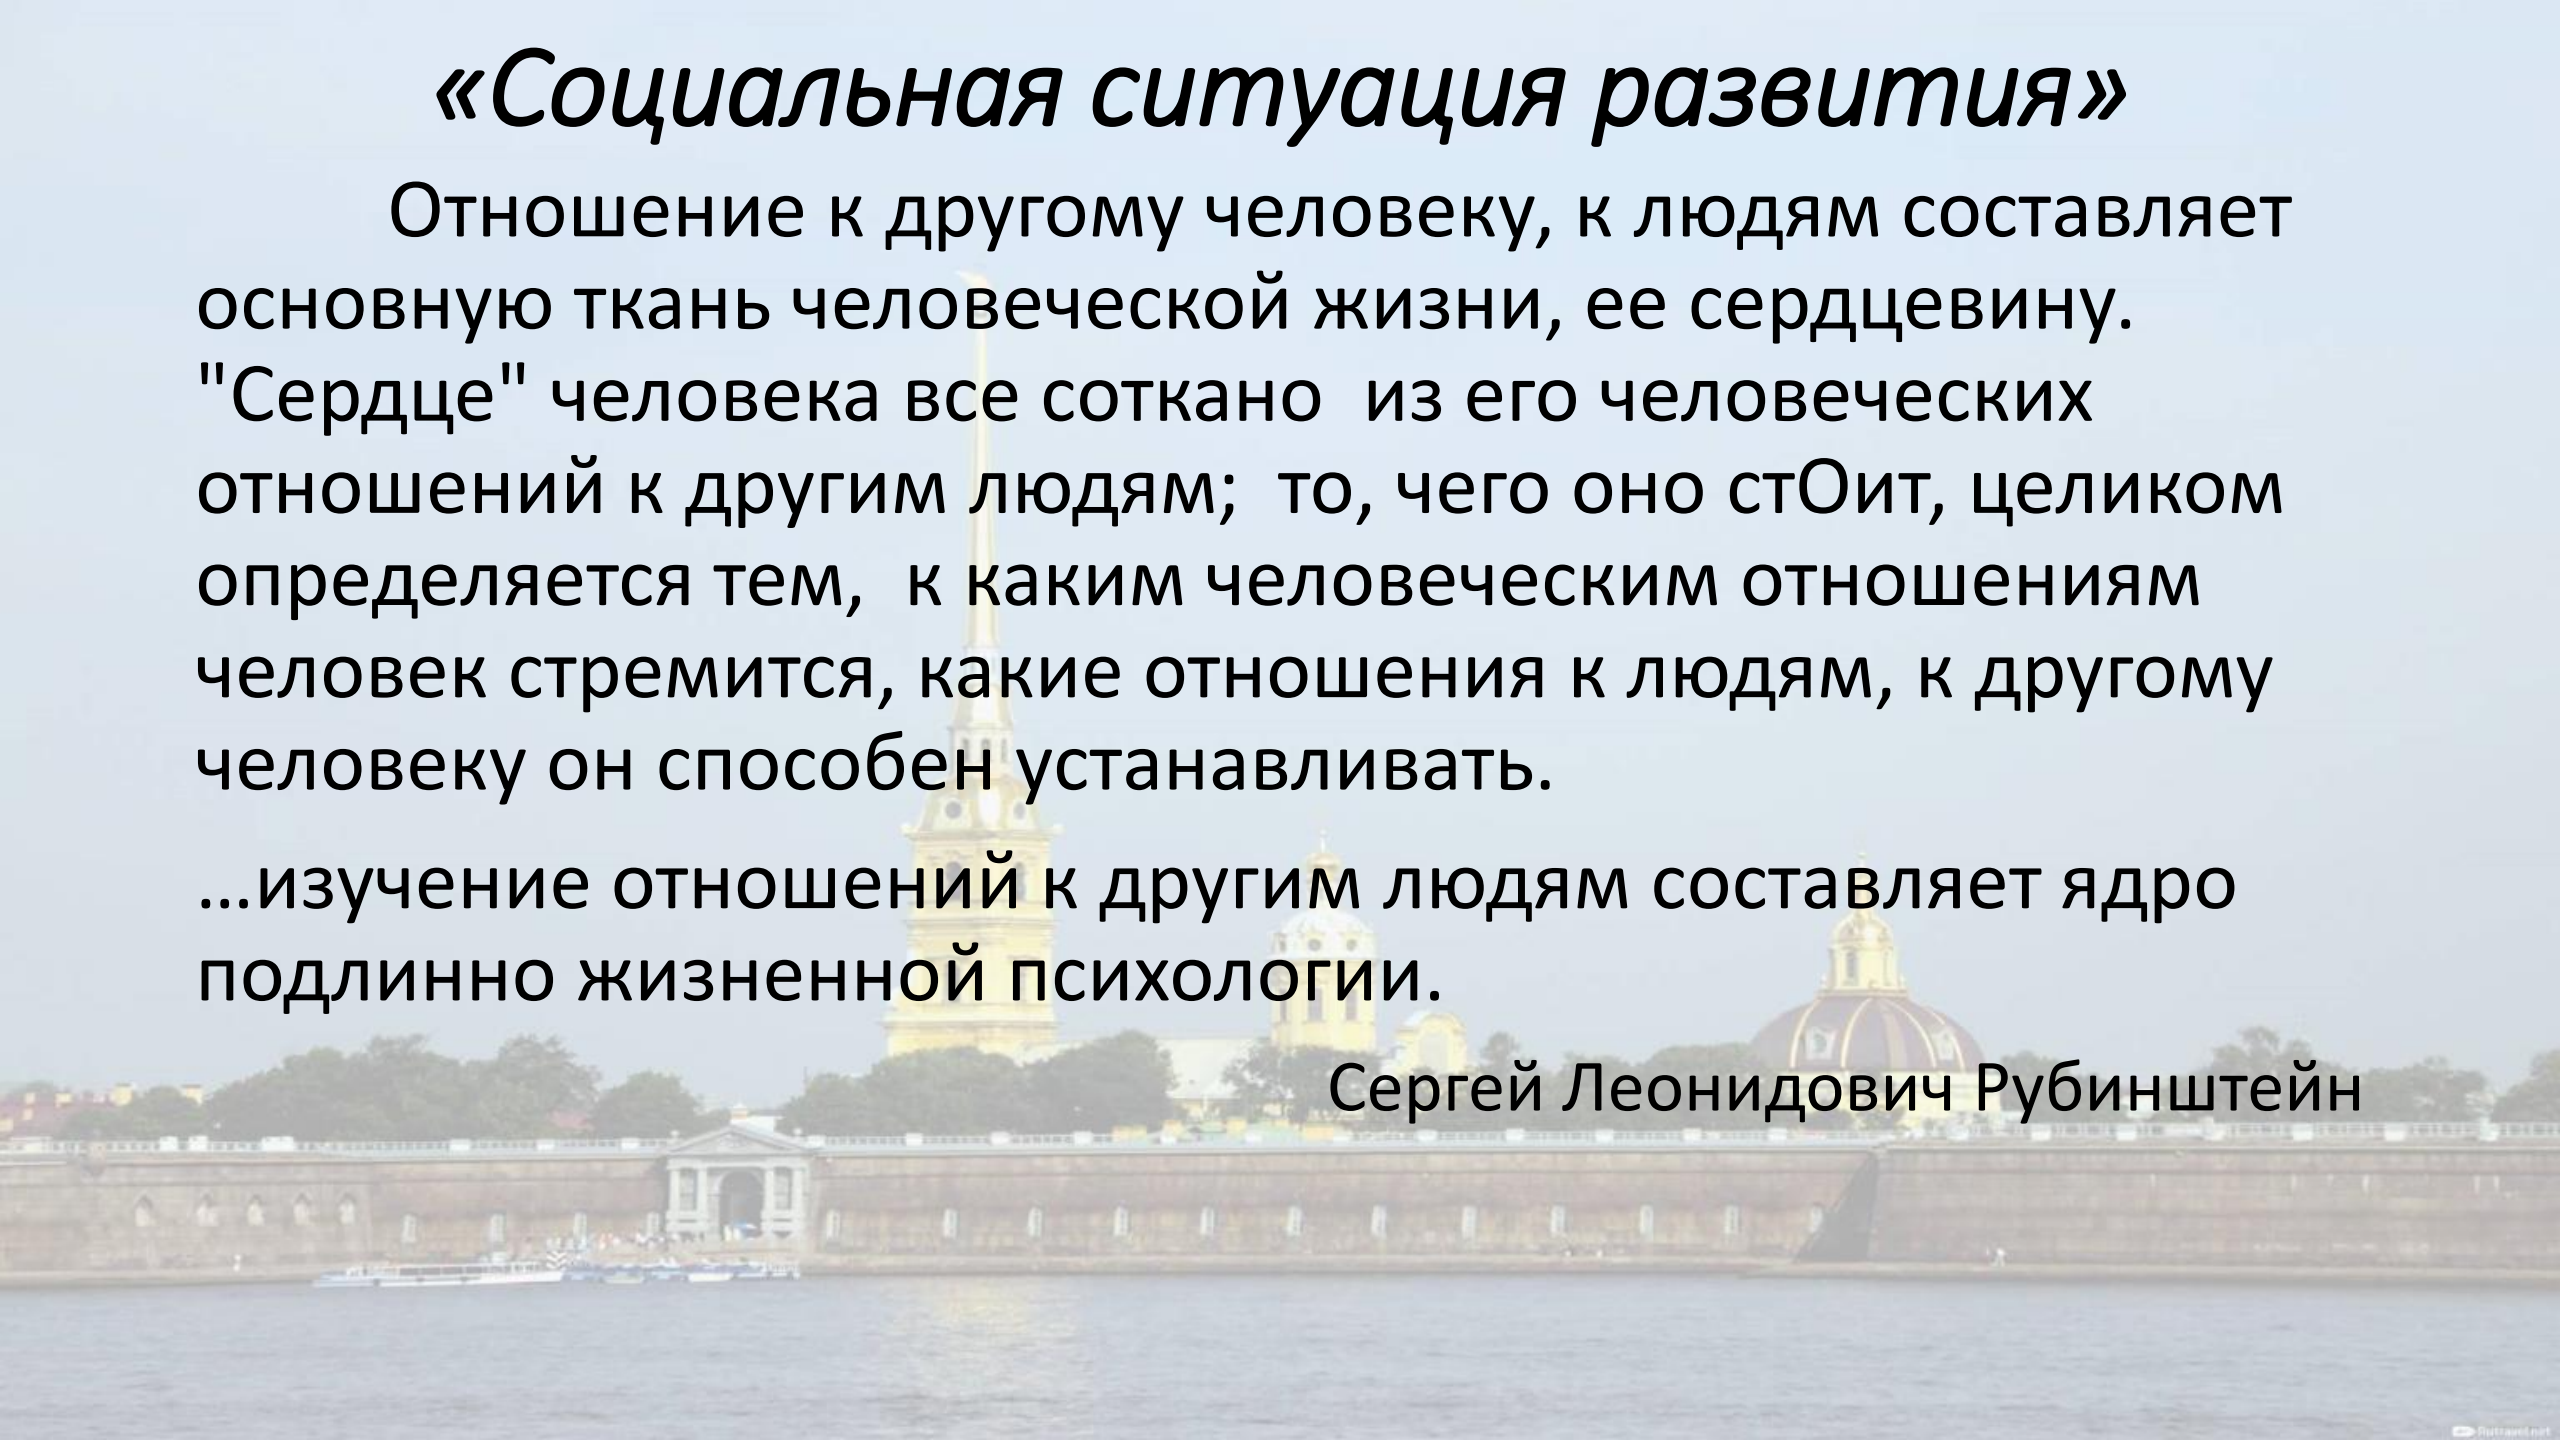 «Социальная ситуация развития»
Отношение к другому человеку, к людям составляет
основную ткань человеческой жизни, ее сердцевину.
"Сердце" человека все соткано  из его человеческих
отношений к другим людям;  то, чего оно стОит, целиком
определяется тем,  к каким человеческим отношениям
человек стремится, какие отношения к людям, к другому
человеку он способен устанавливать.
…изучение отношений к другим людям составляет ядро
подлинно жизненной психологии.
Сергей Леонидович Рубинштейн